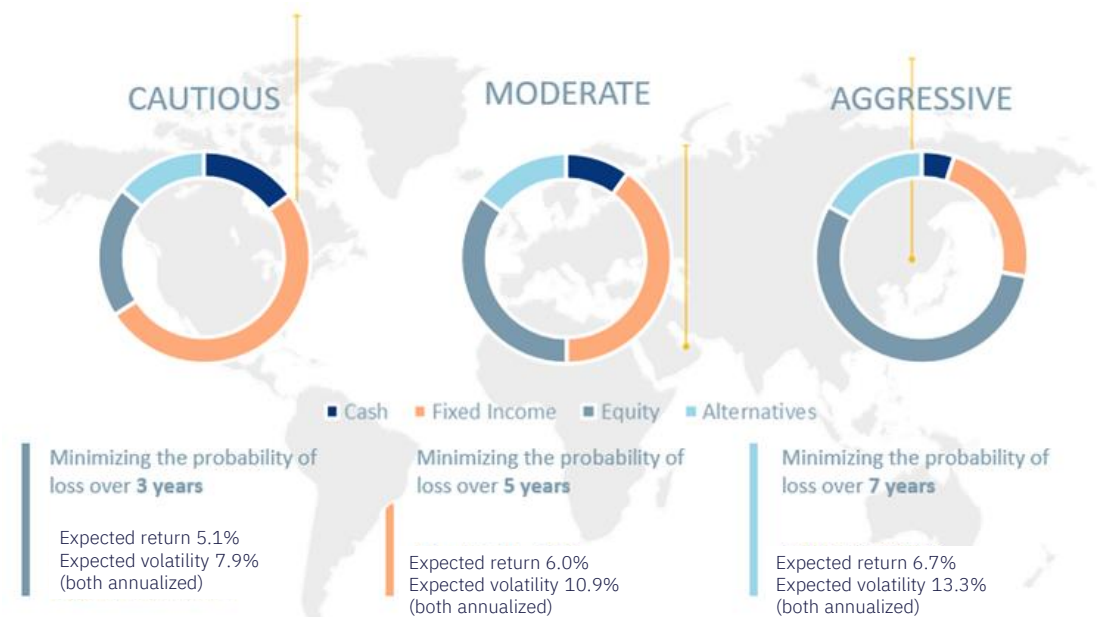 CAUTIOUS
MODERATE
AGGRESSIVE
Cash
Fixed Income
Equity
Alternatives
Minimizing the probability of
loss over 3 years
Expected return 5.1%
Expected volatility 7.9%
(both annualized)
Minimizing the probability of
loss over 5 years
Expected return 6.0%
Expected volatility 10.9%
(both annualized)
Minimizing the probability of
loss over 7 years
Expected return 6.7%
Expected volatility 13.3%
(both annualized)